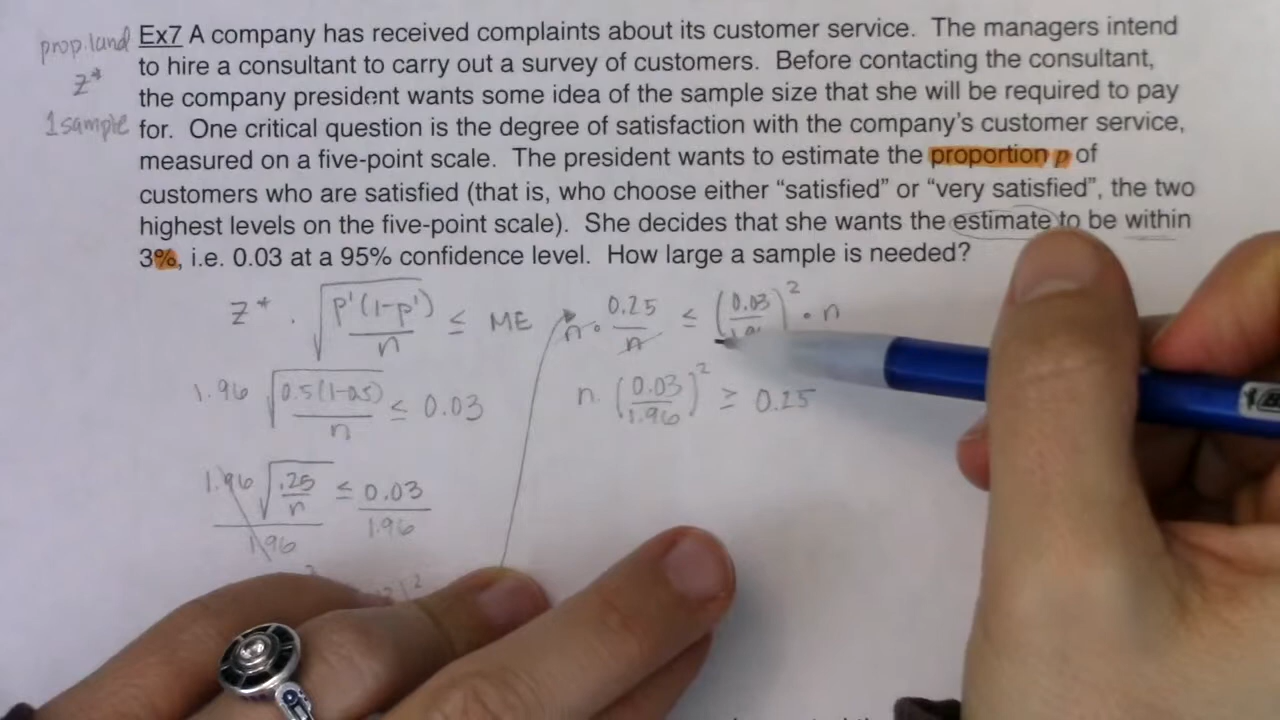 prop. land
z*
1 sample
Ex7 A company has received complaints about its customer service. The managers intend
to hire a consultant to carry out a survey of customers. Before contacting the consultant,
the company president wants some idea of the sample size that she will be required to pay
for. One critical question is the degree of satisfaction with the company's customer service,
measured on a five-point scale. The president wants to estimate the proportion p of
customers who are satisfied (that is, who choose either “satisfied” or “very satisfied”, the two
highest levels on the five-point scale). She decides that she wants the estimate to be within
3%, i.e. 0.03 at a 95% confidence level. How large a sample is needed?
z* · √(p'(1-p')/n) ≤ ME
1.96 √(0.5(1-0.5)/n) ≤ 0.03
1.96 √(.25/n) / 1.96 ≤ 0.03/1.96
n · 0.25/n ≤ (0.03/1.96)² · n
n · (0.03/1.96)² ≥ 0.25